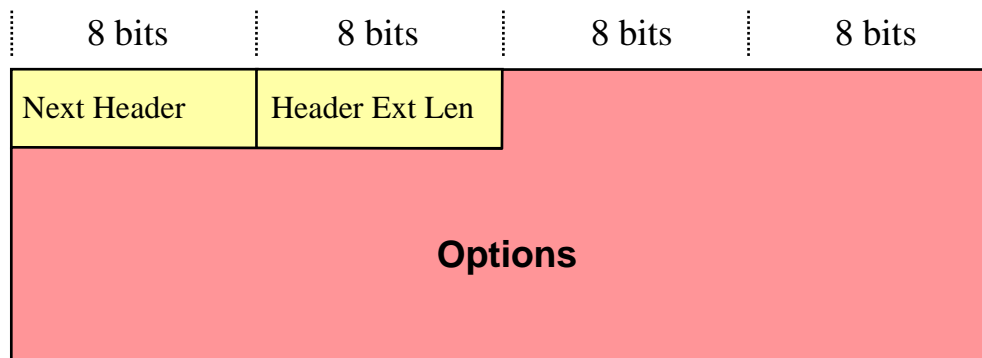 8 bits 8 bits 8 bits 8 bits
Next Header Header Ext Len
Options